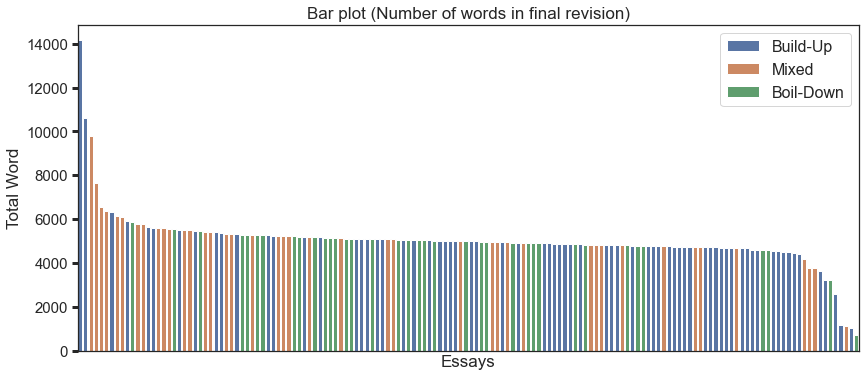 Bar plot (Number of words in final revision)
14000
12000
10000
8000
6000
4000
2000
0
Total Word
Essays
Build-Up
Mixed
Boil-Down